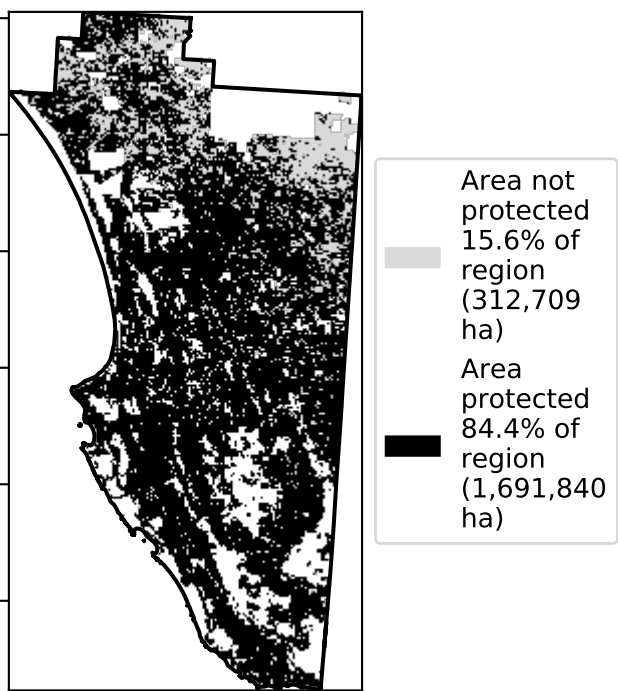 Area not
protected
15.6% of
region
(312,709
ha)
Area
protected
84.4% of
region
(1,691,840
ha)